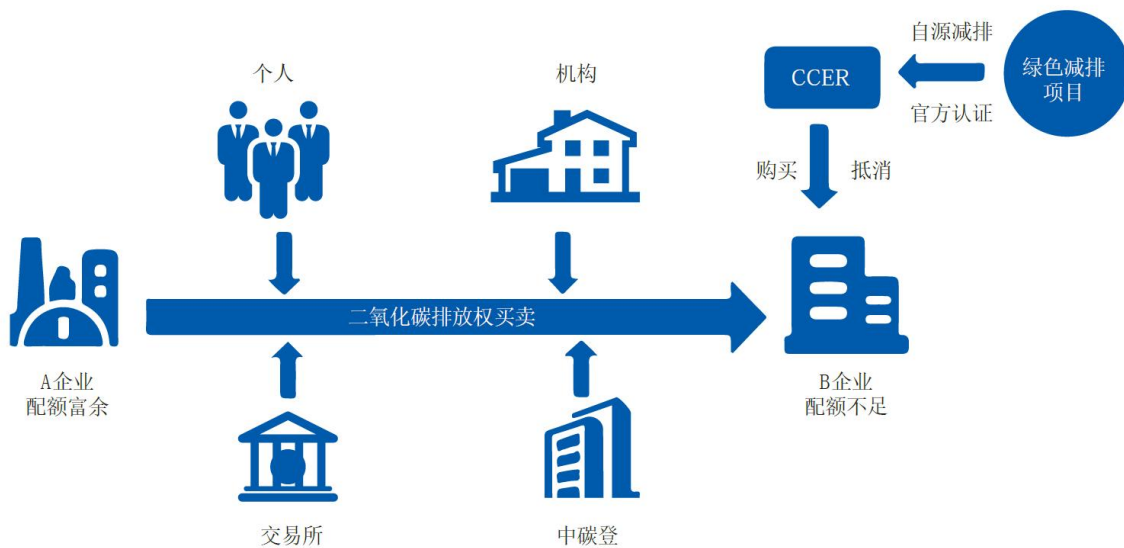 个人
机构
CCER
自源减排
官方认证
绿色减排
项目
购买
抵消
二氧化碳排放权买卖
A企业
配额富余
B企业
配额不足
交易所
中碳登